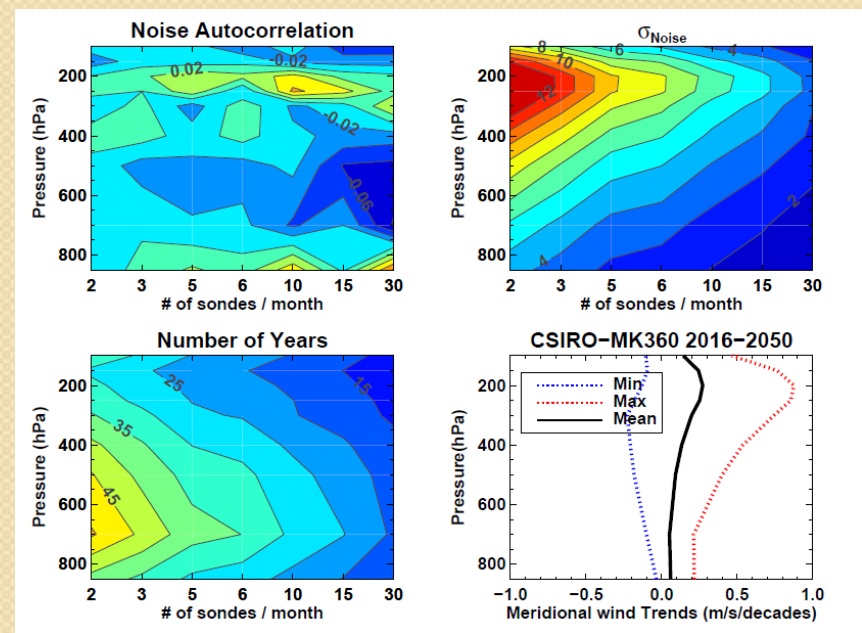 Noise Autocorrelation
-0.02
0.02
-0.02
-0.06
200
400
600
800
Pressure (hPa)
2 3 5 6 10 15 30
# of sondes / month
σNoise
8 10 6 4
12
2
4
200
400
600
800
Pressure (hPa)
2 3 5 6 10 15 30
# of sondes / month
Number of Years
25 15
35
45
200
400
600
800
Pressure (hPa)
2 3 5 6 10 15 30
# of sondes / month
CSIRO−MK360 2016−2050
Min
Max
Mean
200
400
600
800
Pressure(hPa)
−1.0 −0.5 0.0 0.5 1.0
Meridional wind Trends (m/s/decades)